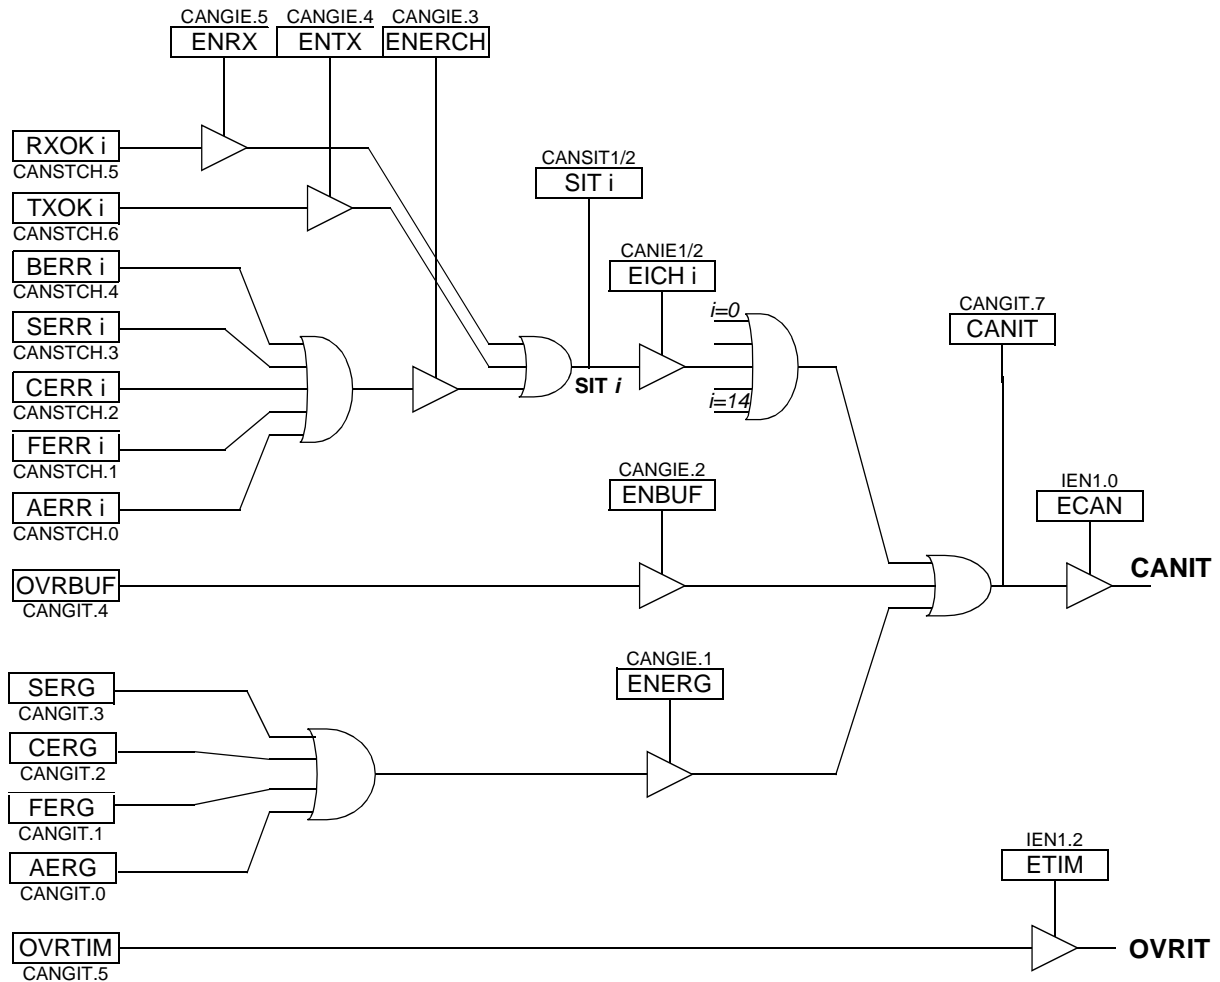 CANGIE.5 CANGIE.4 CANGIE.3
ENRX ENTX ENERCH
RXOK i
CANSTCH.5
TXOK i
CANSTCH.6
BERR i
CANSTCH.4
SERR i
CANSTCH.3
CERR i
CANSTCH.2
FERR i
CANSTCH.1
AERR i
CANSTCH.0
CANSIT1/2
SIT i
SIT i
CANIE1/2
EICH i
i=0
i=14
CANGIT.7
CANIT
CANGIE.2
ENBUF
IEN1.0
ECAN
CANIT
OVRBUF
CANGIT.4
CANGIE.1
ENERG
SERG
CANGIT.3
CERG
CANGIT.2
FERG
CANGIT.1
AERG
CANGIT.0
IEN1.2
ETIM
OVRTIM
CANGIT.5
OVRIT